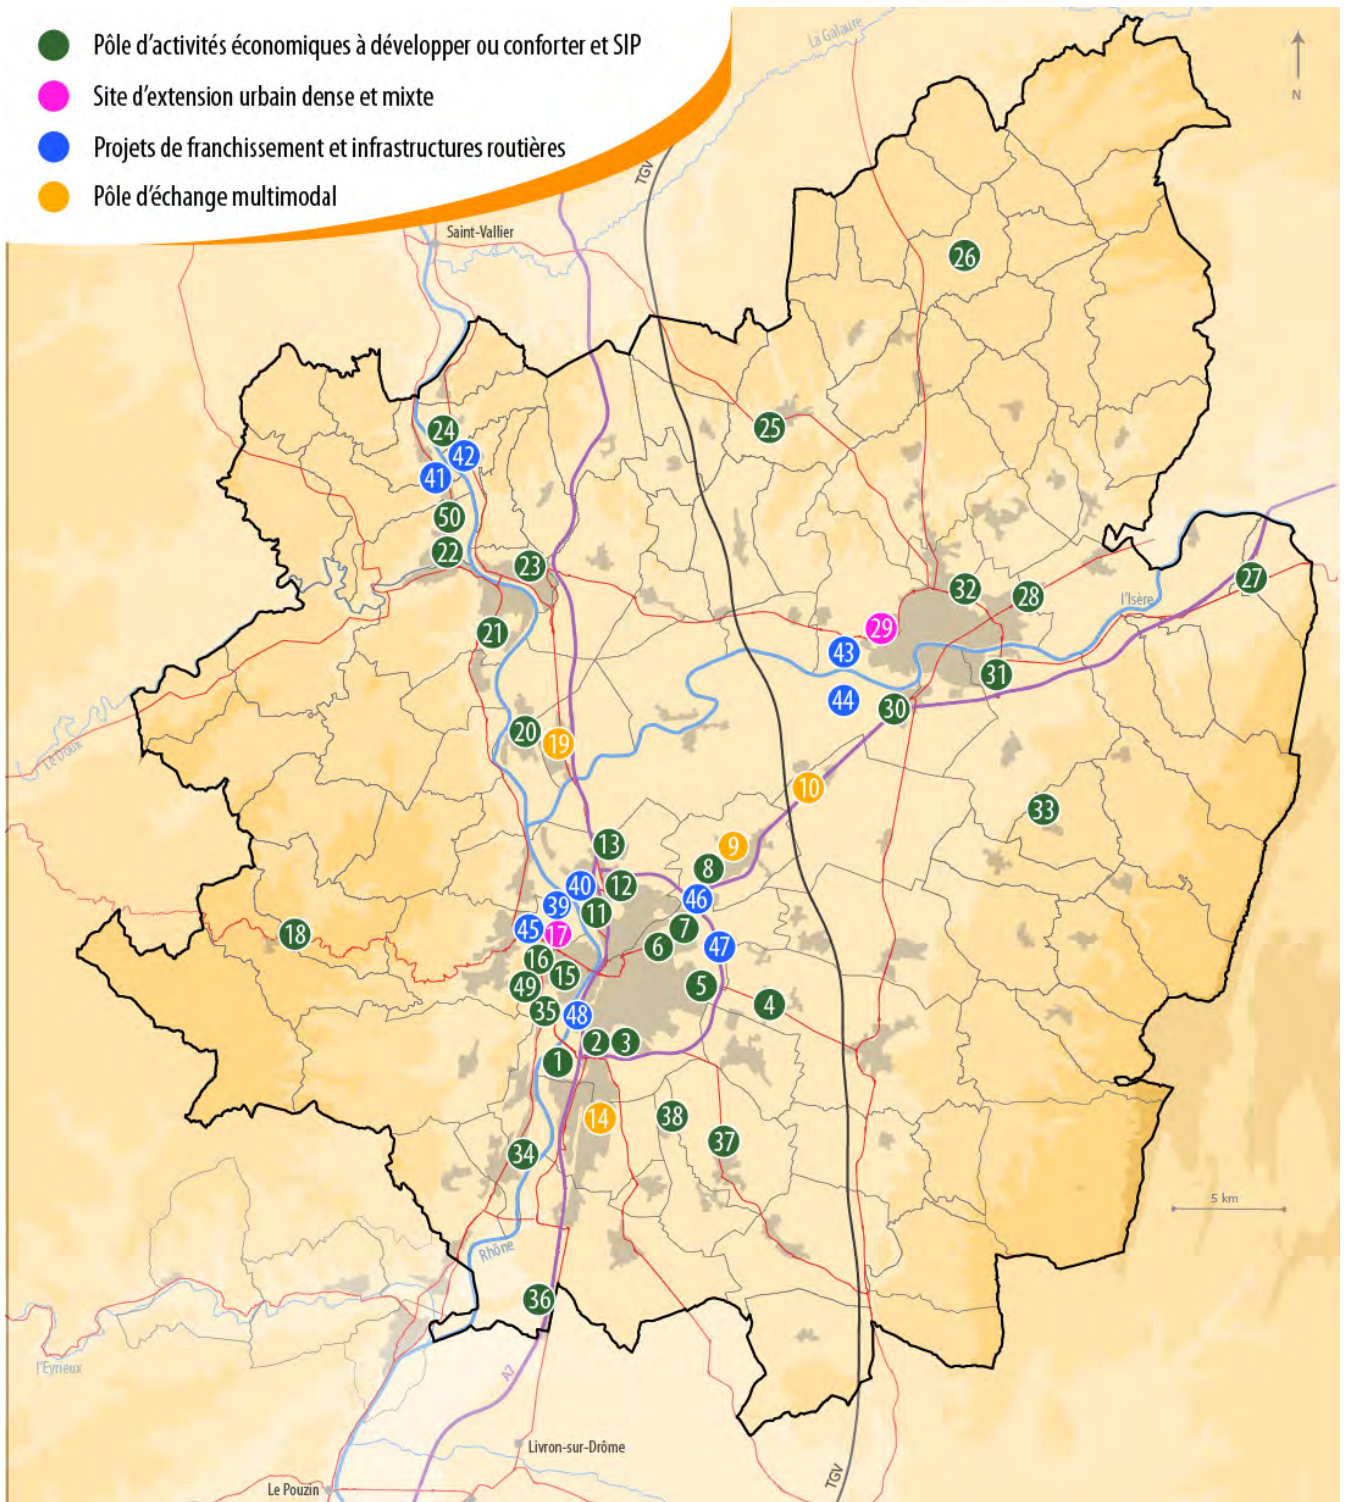 Pôle d'activités économiques à développer ou conforter et SIP
Site d'extension urbain dense et mixte
Projets de franchissement et infrastructures routières
Pôle d'échange multimodal
La Galaure
N
TGV
Saint-Vallier
26
24
25
42
41
50
22
23
27
32
28
l'Isère
29
21
43
31
44
30
20
19
Le Doux
10
33
13
9
8
40
12
46
39
11
45
17
7
18
6
47
16
15
49
5
4
35
48
2
3
1
14
38
37
34
5 km
Rhône
36
l'Eyrieux
A7
Livron-sur-Drôme
TGV
Le Pouzin